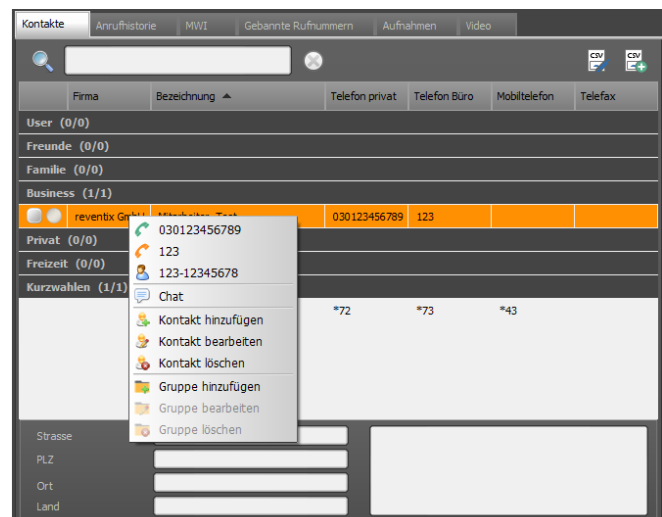 Kontakte Anrufhistorie MWI Gebannte Rufnummern Aufnahmen Video
CSV CSV
Firma Bezeichnung Telefon privat Telefon Büro Mobiltelefon Telefax
User (0/0)
Freunde (0/0)
Familie (0/0)
Business (1/1)
reventix GmbH 030123456789 123
Privat (0/0)
Freizeit (0/0)
Kurzwahlen (1/1)
*72 *73 *43
030123456789
123
123-12345678
Chat
Kontakt hinzufügen
Kontakt bearbeiten
Kontakt löschen
Gruppe hinzufügen
Gruppe bearbeiten
Gruppe löschen
Strasse
PLZ
Ort
Land